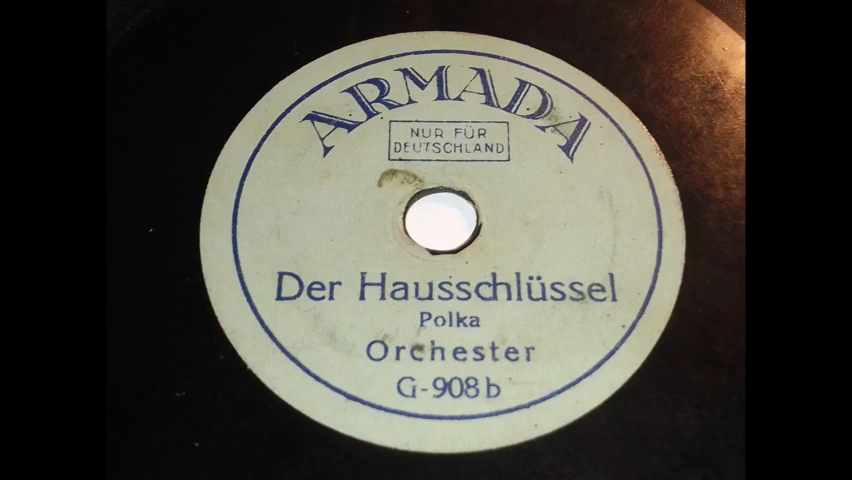 ARMADA
NUR FÜR
DEUTSCHLAND
Der Hausschlüssel
Polka
Orchester
G-908 b